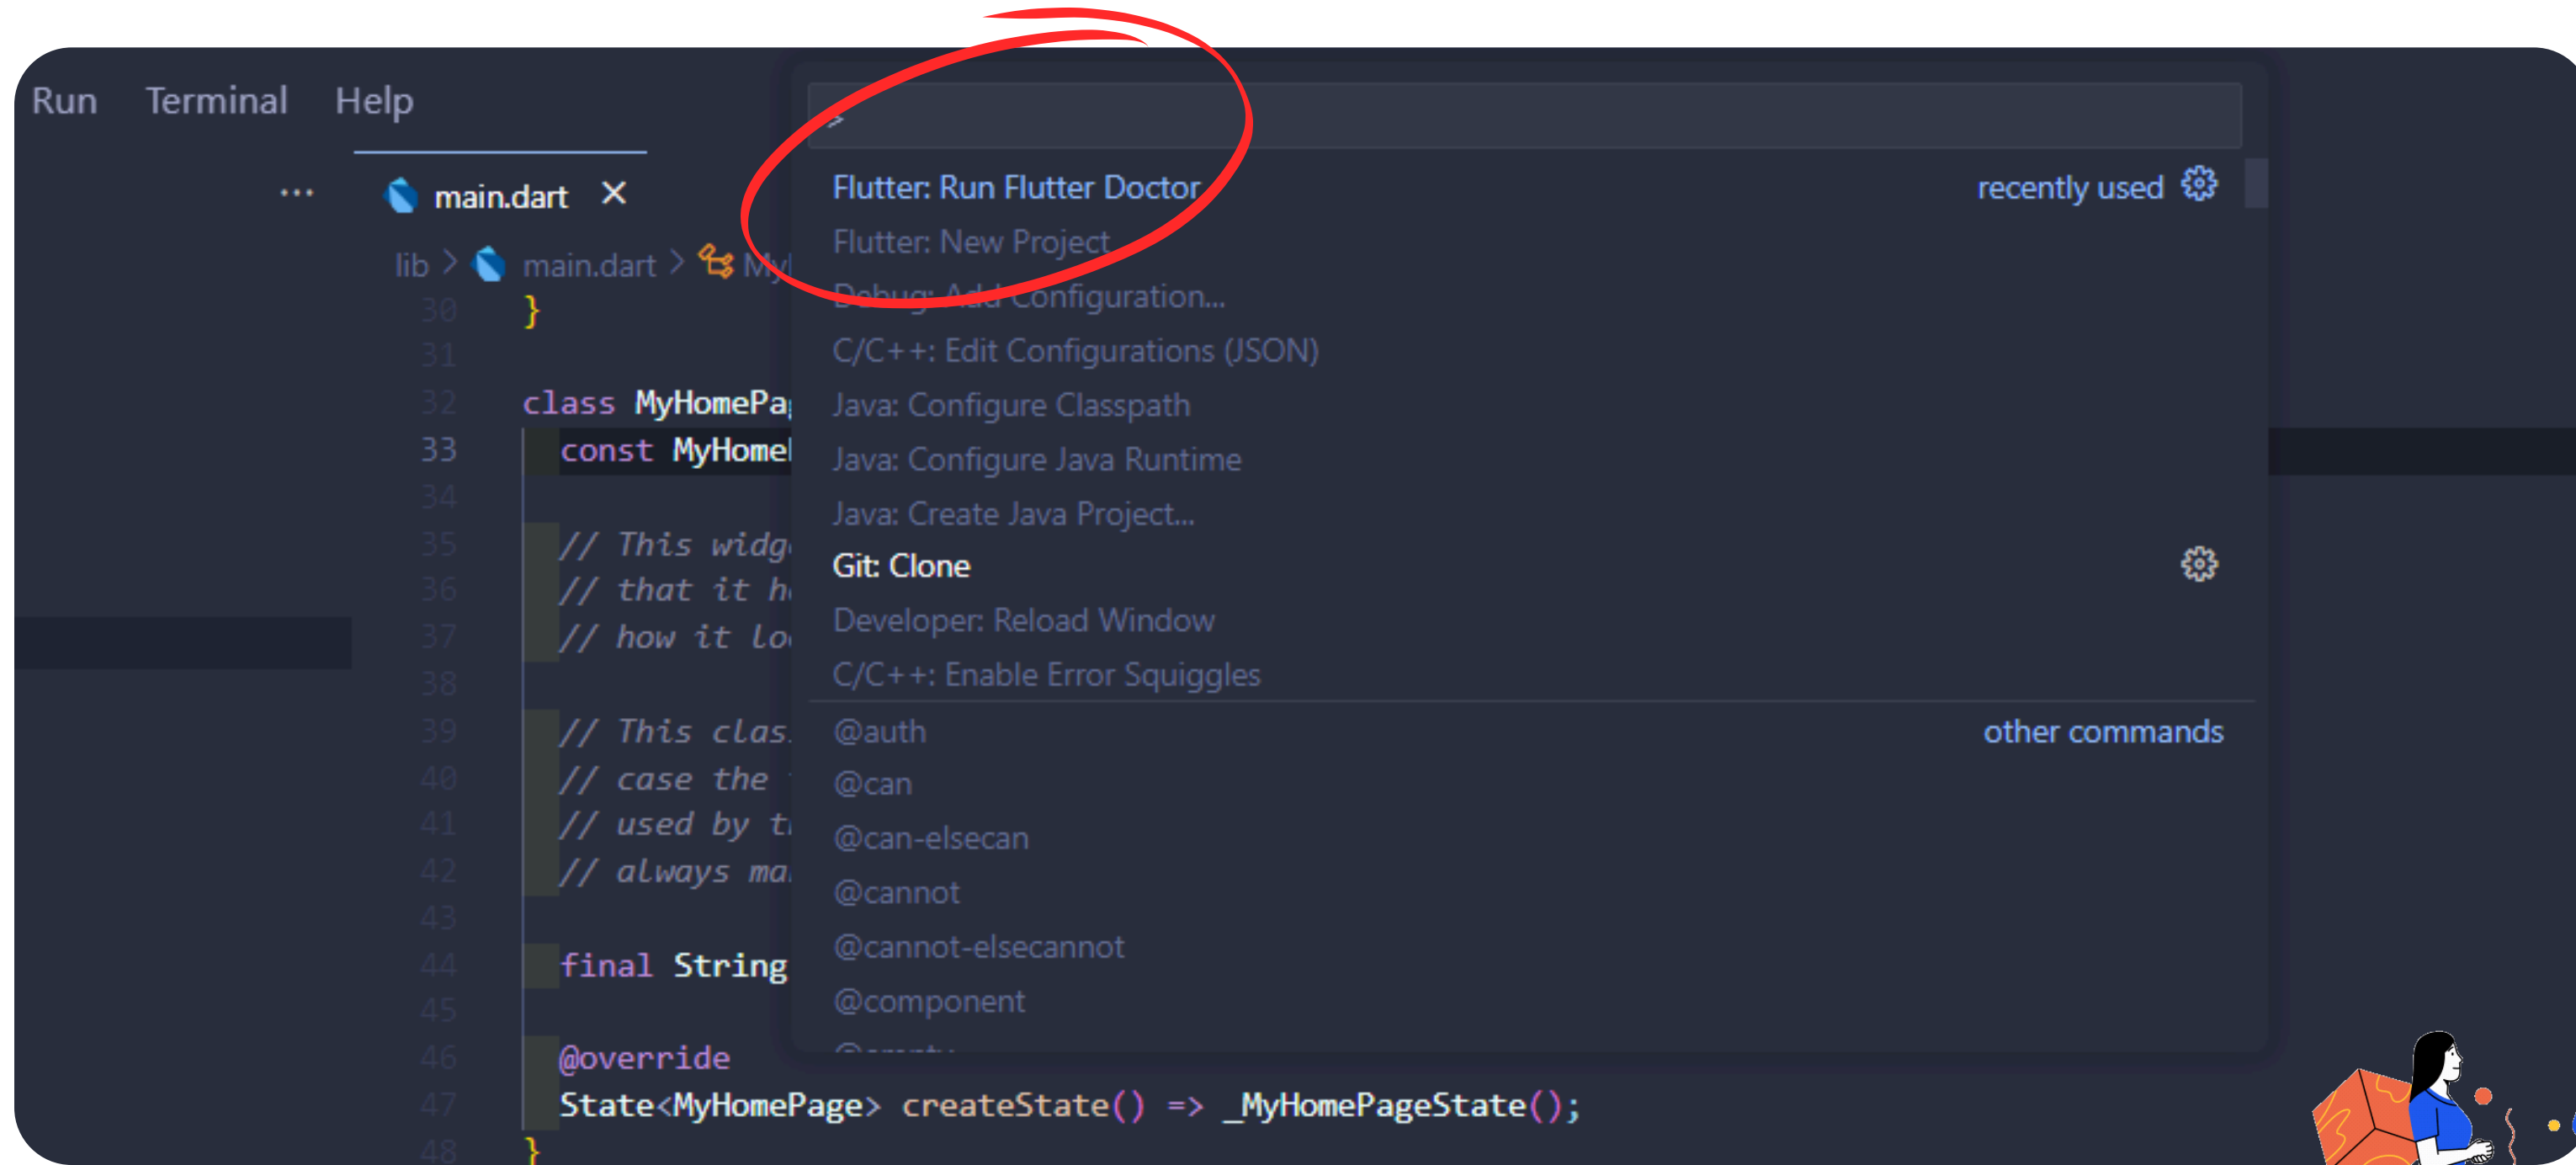 Run Terminal Help
>
main.dart ×
Flutter: Run Flutter Doctor recently used
Flutter: New Project
lib > main.dart >
Debug: Add Configuration...
30 }
31
C/C++: Edit Configurations (JSON)
32 class MyHomePa
Java: Configure Classpath
33 const MyHome
Java: Configure Java Runtime
34
Java: Create Java Project...
35 // This widg
Git: Clone
36 // that it h
Developer: Reload Window
37 // how it lo
C/C++: Enable Error Squiggles
38
39 // This clas
@auth other commands
40 // case the
@can
41 // used by t
@can-elsecan
42 // always ma
@cannot
43
@cannot-elsecannot
44 final String
@component
45
46 @override
47 State<MyHomePage> createState() => _MyHomePageState();
48 }